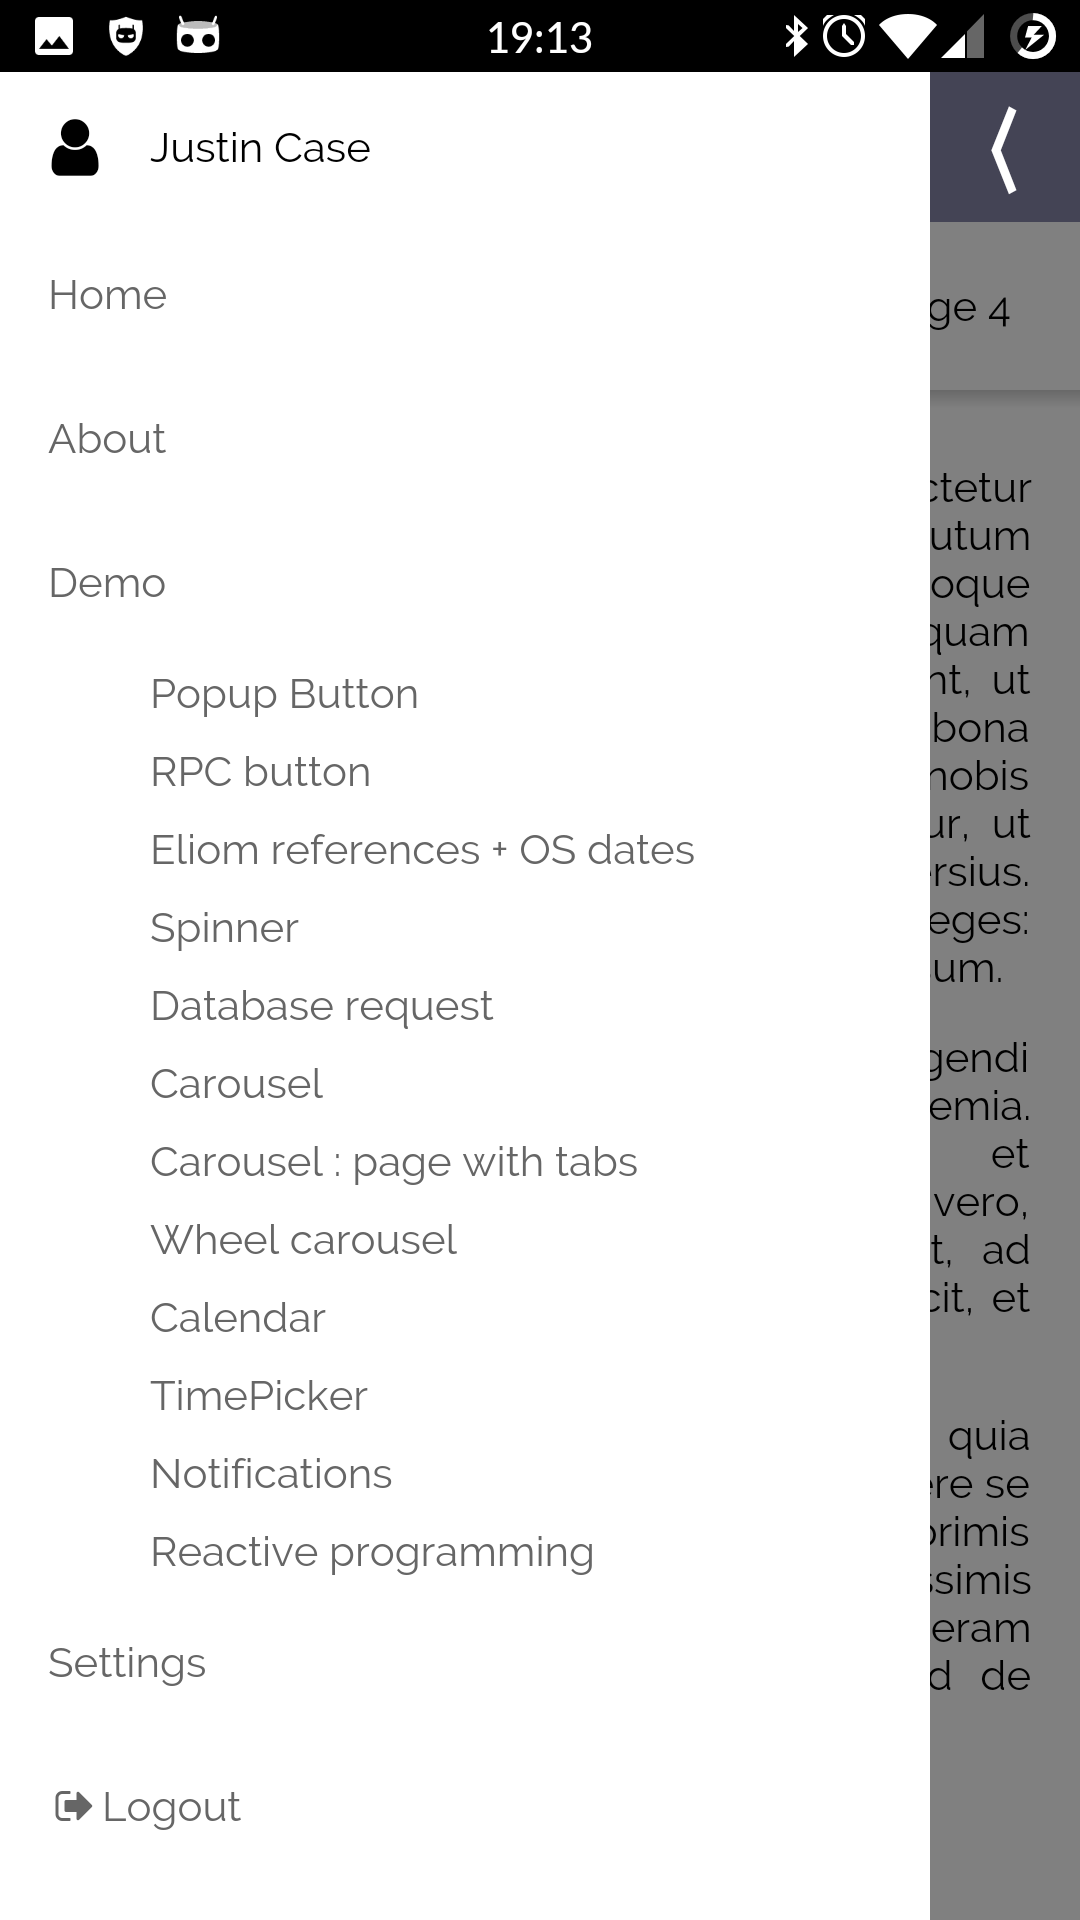 19:13
Justin Case
Home
About
Demo
Popup Button
RPC button
Eliom references + OS dates
Spinner
Database request
Carousel
Carousel : page with tabs
Wheel carousel
Calendar
TimePicker
Notifications
Reactive programming
Settings
Logout
ge 4
ctetur
utum
oque
quam
nt, ut
bona
nobis
ur, ut
ersius.
eges:
sum.
gendi
emia.
et
vero,
t, ad
cit, et
quia
ere se
primis
ssimis
eram
d de